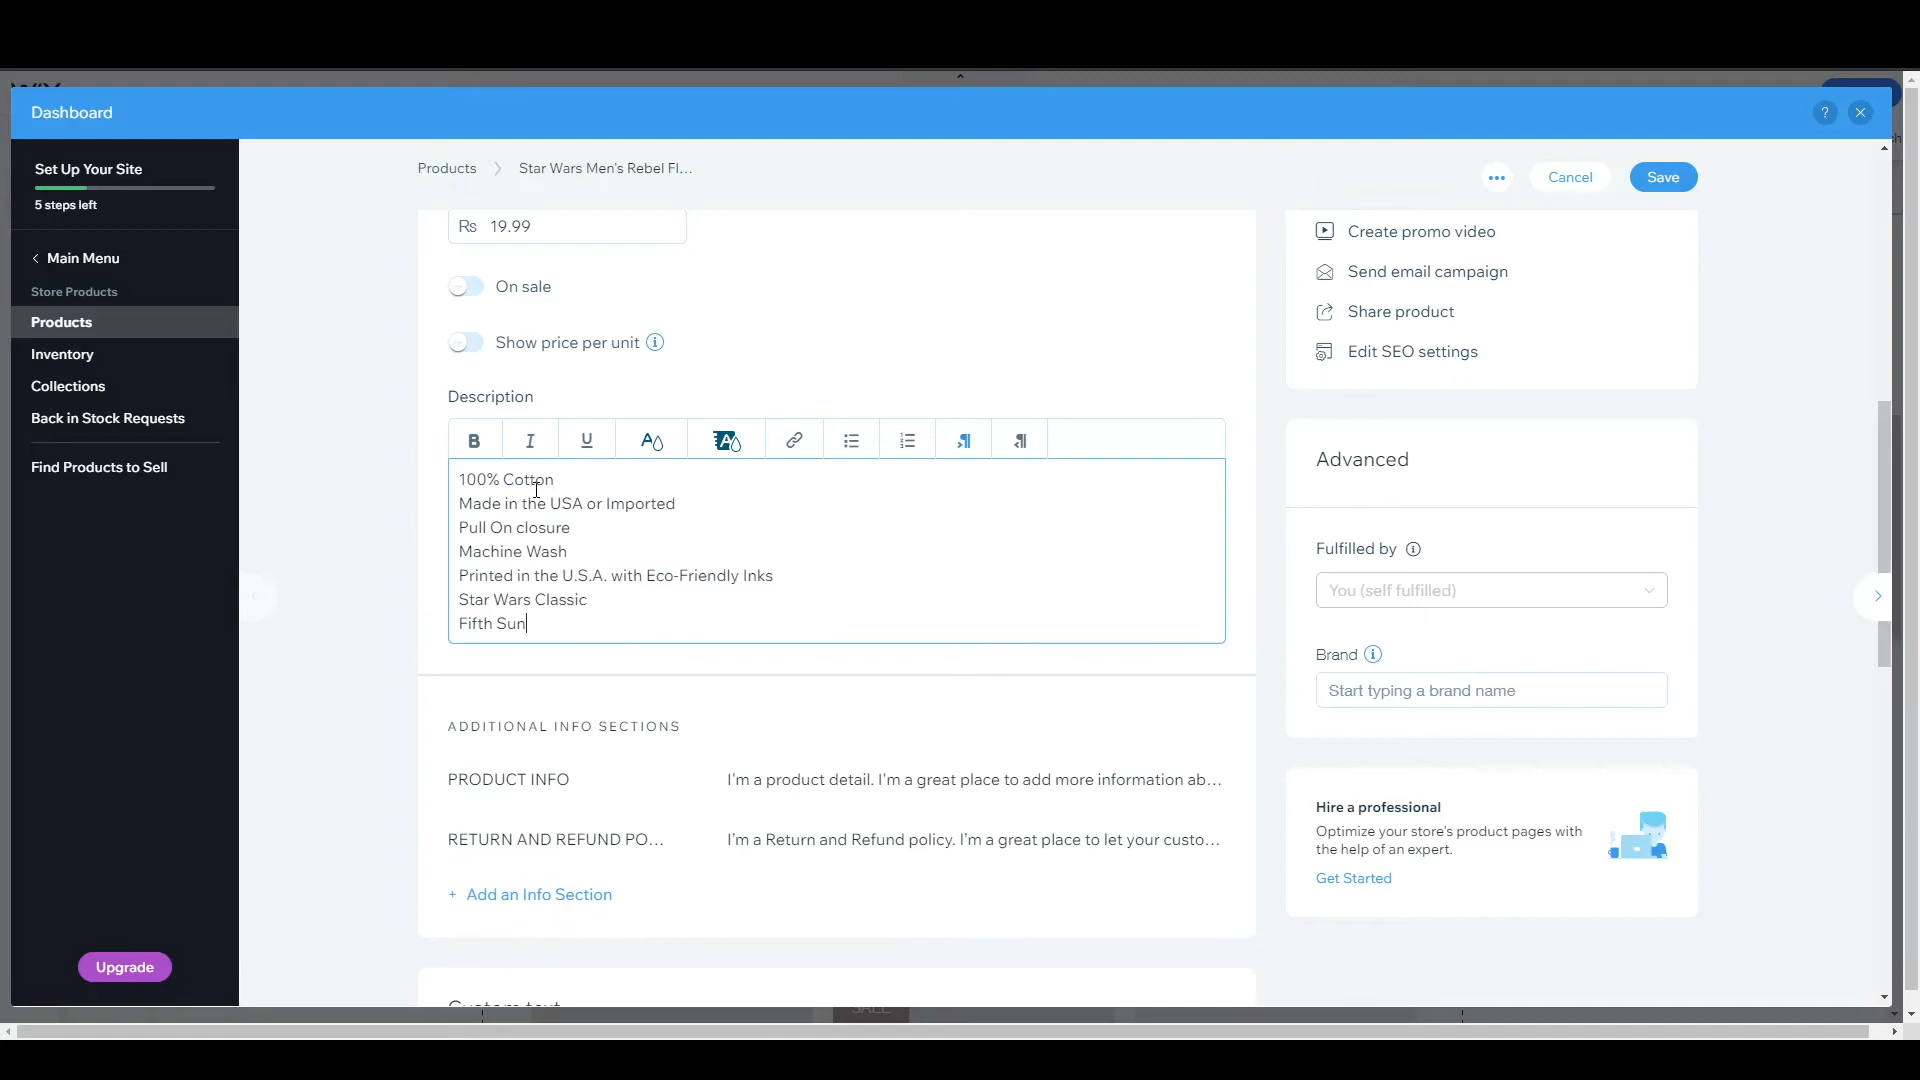 Dashboard
?
Set Up Your Site
5 steps left
Main Menu
Store Products
Products
Inventory
Collections
Back in Stock Requests
Find Products to Sell
Upgrade
Products
Star Wars Men's Rebel Fl...
Cancel
Save
Rs 19.99
On sale
Show price per unit
Description
B I U A A
100% Cotton
Made in the USA or Imported
Pull On closure
Machine Wash
Printed in the U.S.A. with Eco-Friendly Inks
Star Wars Classic
Fifth Sun
ADDITIONAL INFO SECTIONS
PRODUCT INFO
I'm a product detail. I'm a great place to add more information ab...
RETURN AND REFUND PO...
I'm a Return and Refund policy. I'm a great place to let your custo...
+ Add an Info Section
Create promo video
Send email campaign
Share product
Edit SEO settings
Advanced
Fulfilled by
You (self fulfilled)
Brand
Start typing a brand name
Hire a professional
Optimize your store's product pages with
the help of an expert.
Get Started